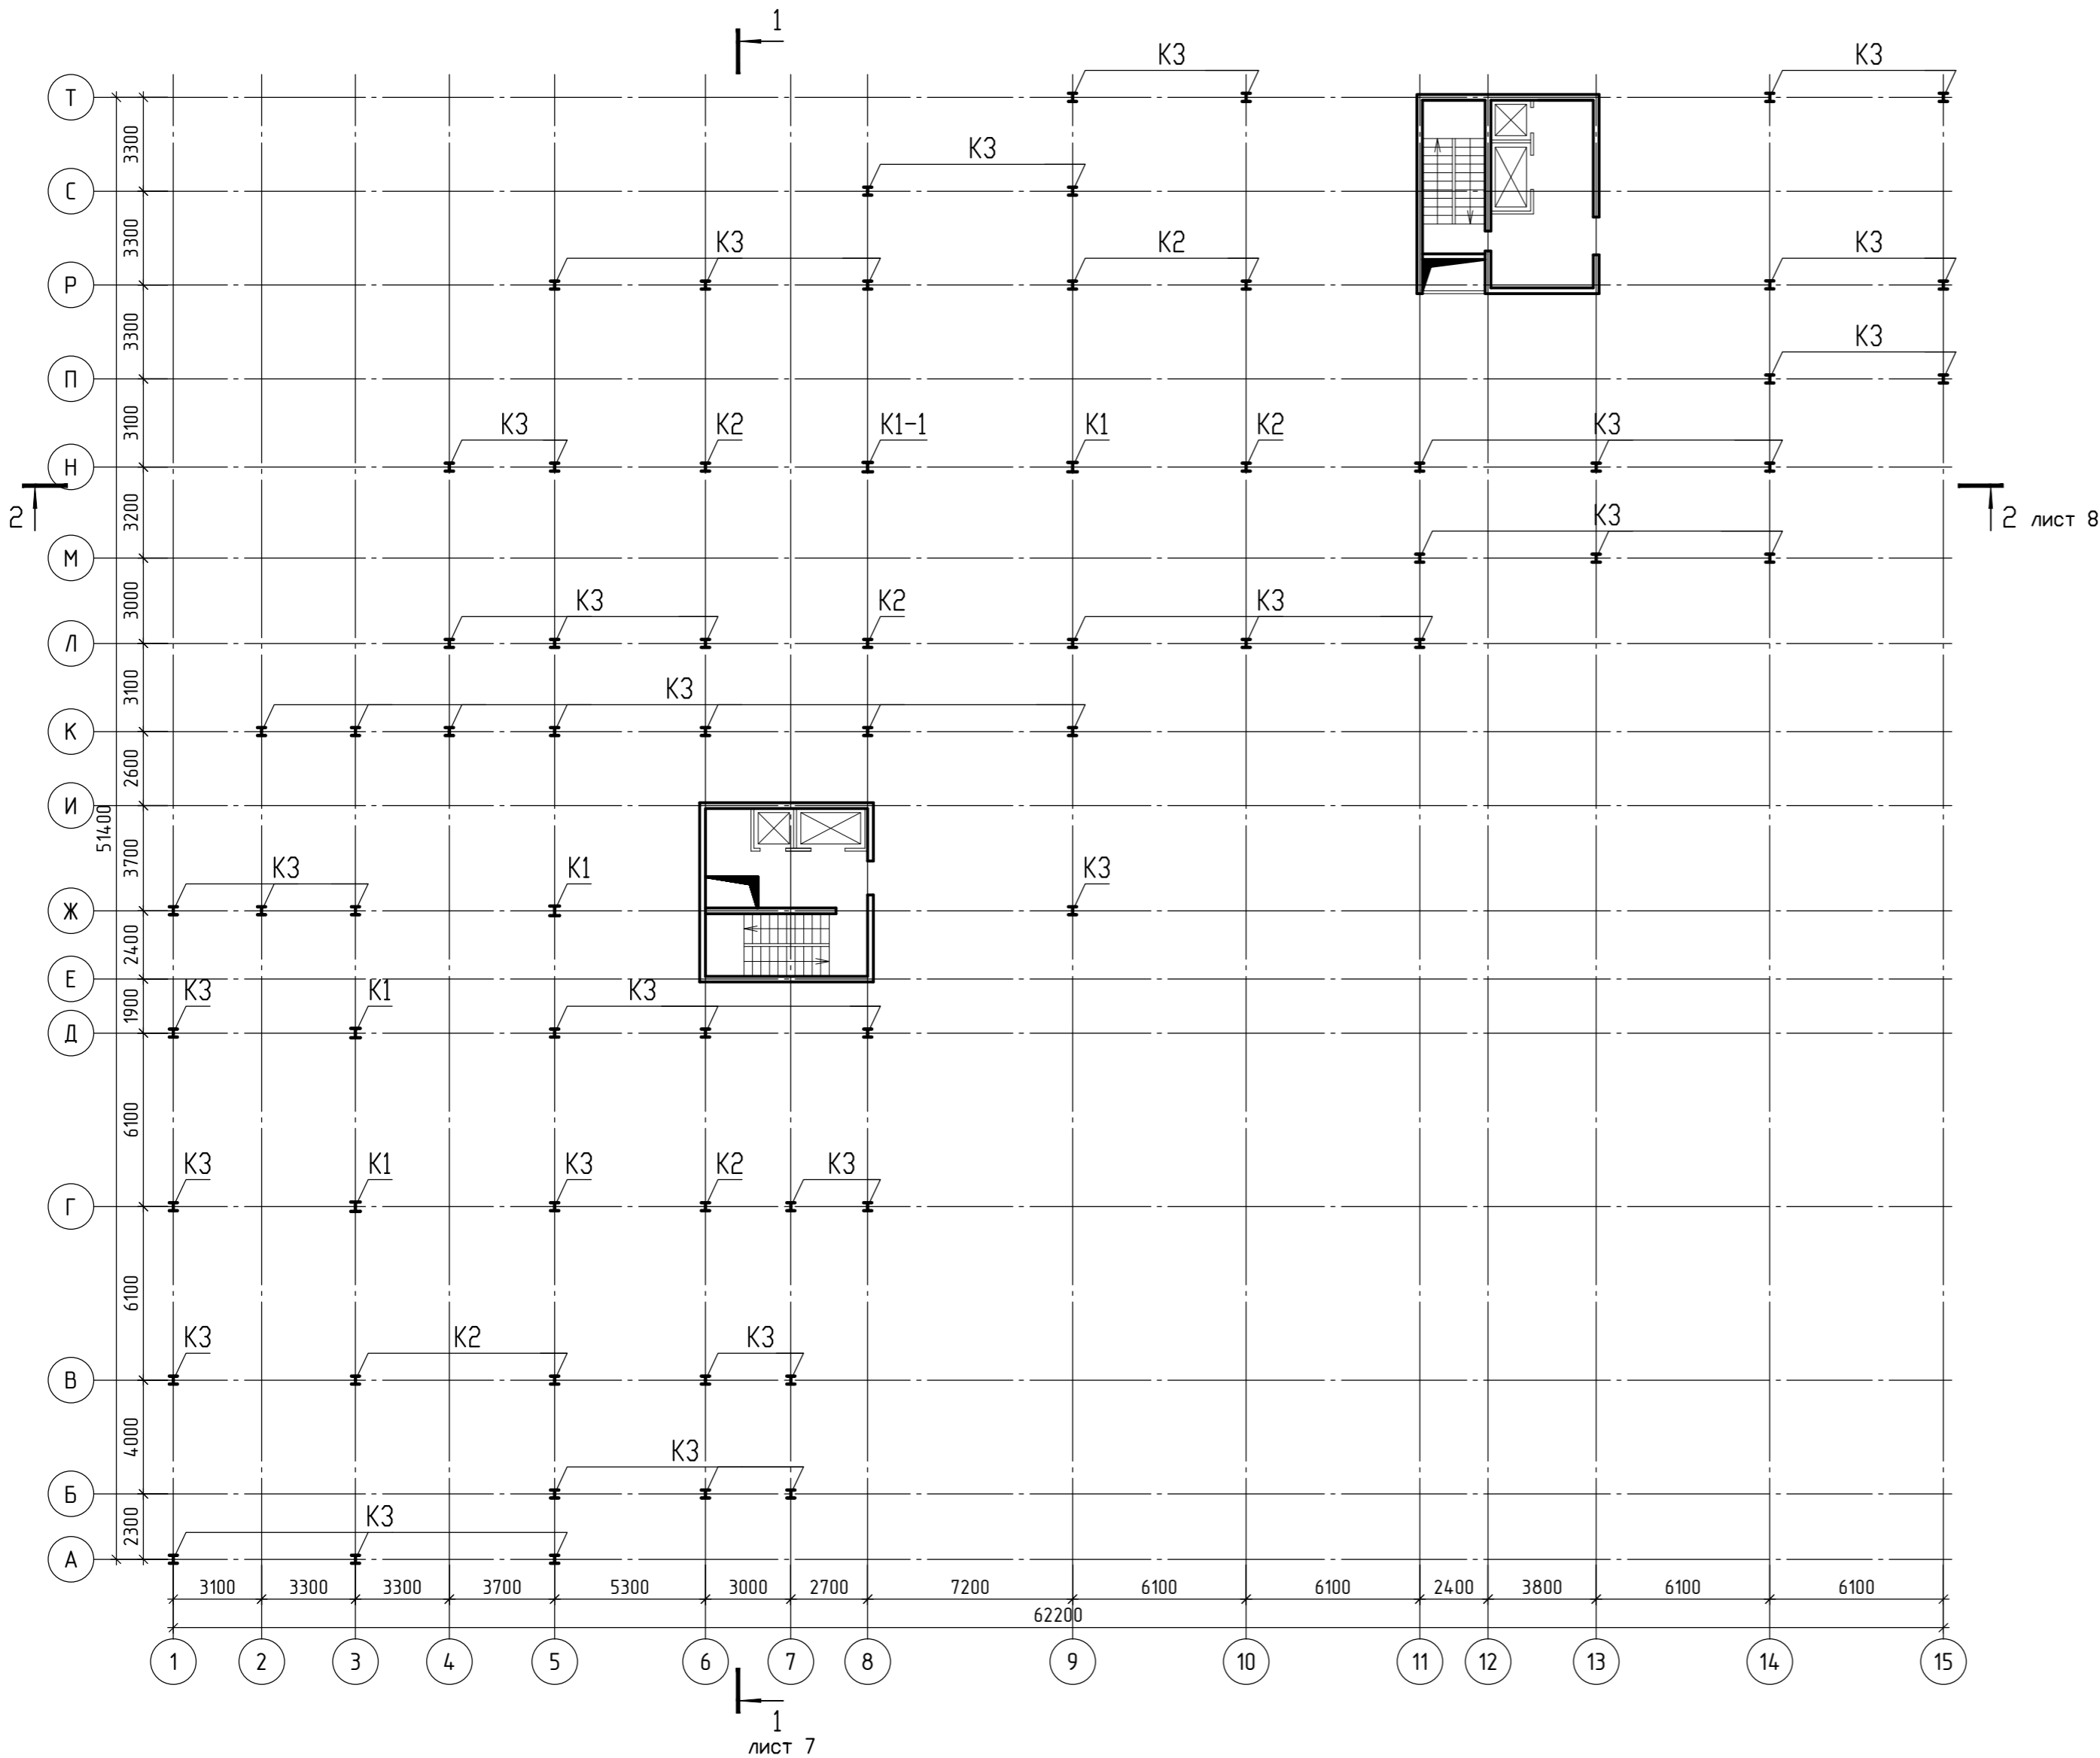 1
К3 К3
Т
3300
К3
С
3300
К3 К2 К3
Р
3300
К3
П
3100
К3 К2 К1-1 К1 К2 К3
Н
2 3200 2 лист 8
К3
М
3000
К3 К2 К3
Л
3100
К3
К
2600
И
51400
3700
К3 К1 К3
Ж
2400
Е
К3 К1 К3
1900
Д
6100
К3 К1 К3 К2 К3
Г
6100
К3 К2 К3
В
4000
К3
Б
2300
К3
А
3100 3300 3300 3700 5300 3000 2700 7200 6100 6100 2400 3800 6100 6100
62200
1 2 3 4 5 6 7 8 9 10 11 12 13 14 15
1
лист 7